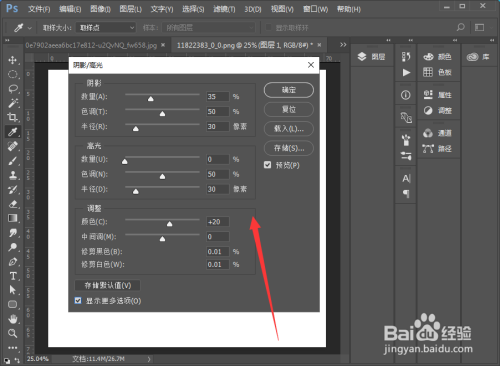 Ps 文件(F) 编辑(E) 图像(I) 图层(L) 文字(Y) 选择(S) 滤镜(T) 3D(D) 视图(V) 窗口(W)
取样大小: 取样点 样本: 所有图层 显示取样环
0e7902aeea6bc17e812-u2QvNQ_fw658.jpg × 11822383_0_0.png @ 25% (图层 1, RGB/8#) * ×
阴影/高光
阴影
数量(A): 35 %
色调(T): 50 %
半径(R): 30 像素
高光
数量(U): 0 %
色调(N): 50 %
半径(D): 30 像素
调整
颜色(C): +20
中间调(M): 0
修剪黑色(B): 0.01 %
修剪白色(W): 0.01 %
存储默认值(V)
显示更多选项(O)
确定
复位
载入(L)...
存储(S)...
预览(P)
图层
颜色
色板
属性
调整
通道
路径
库
25.04% 文档:11.4M/26.7M
Bai 百度 经验
jingyan.baidu.com